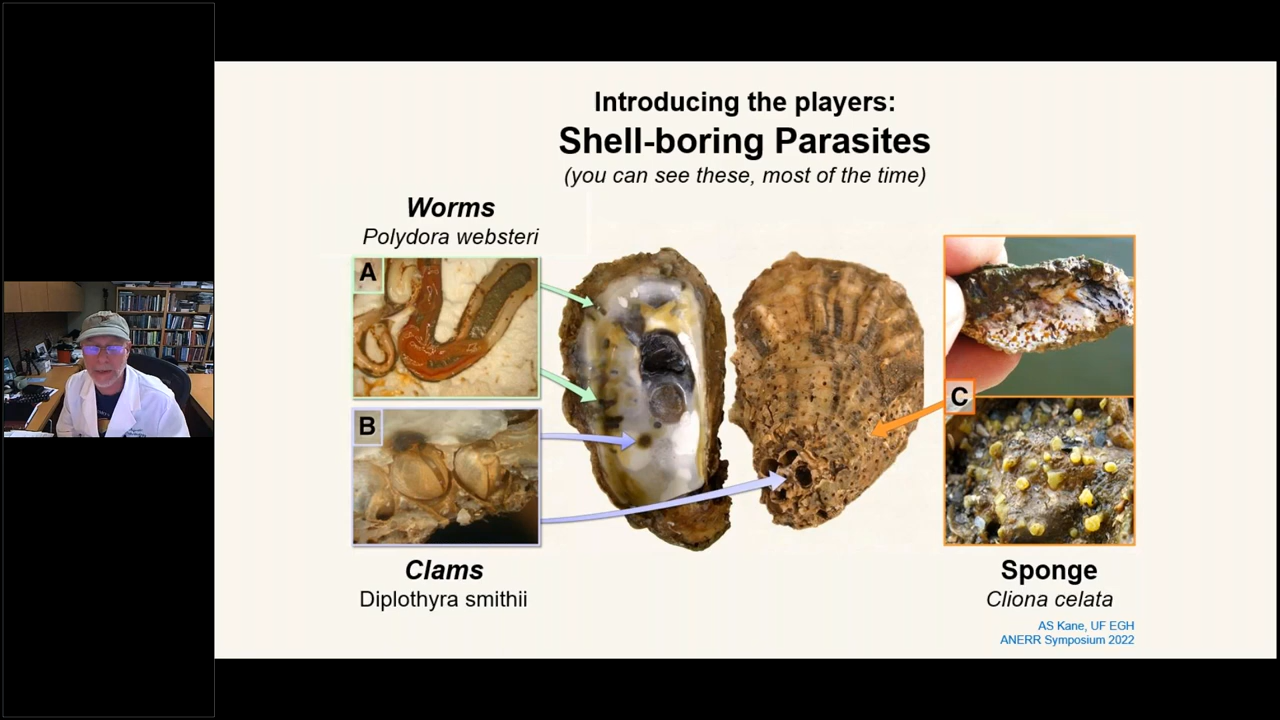 Introducing the players:
Shell-boring Parasites
(you can see these, most of the time)
Worms
Polydora websteri
A
B
Clams
Diplothyra smithii
C
Sponge
Cliona celata
AS Kane, UF EGH
ANERR Symposium 2022